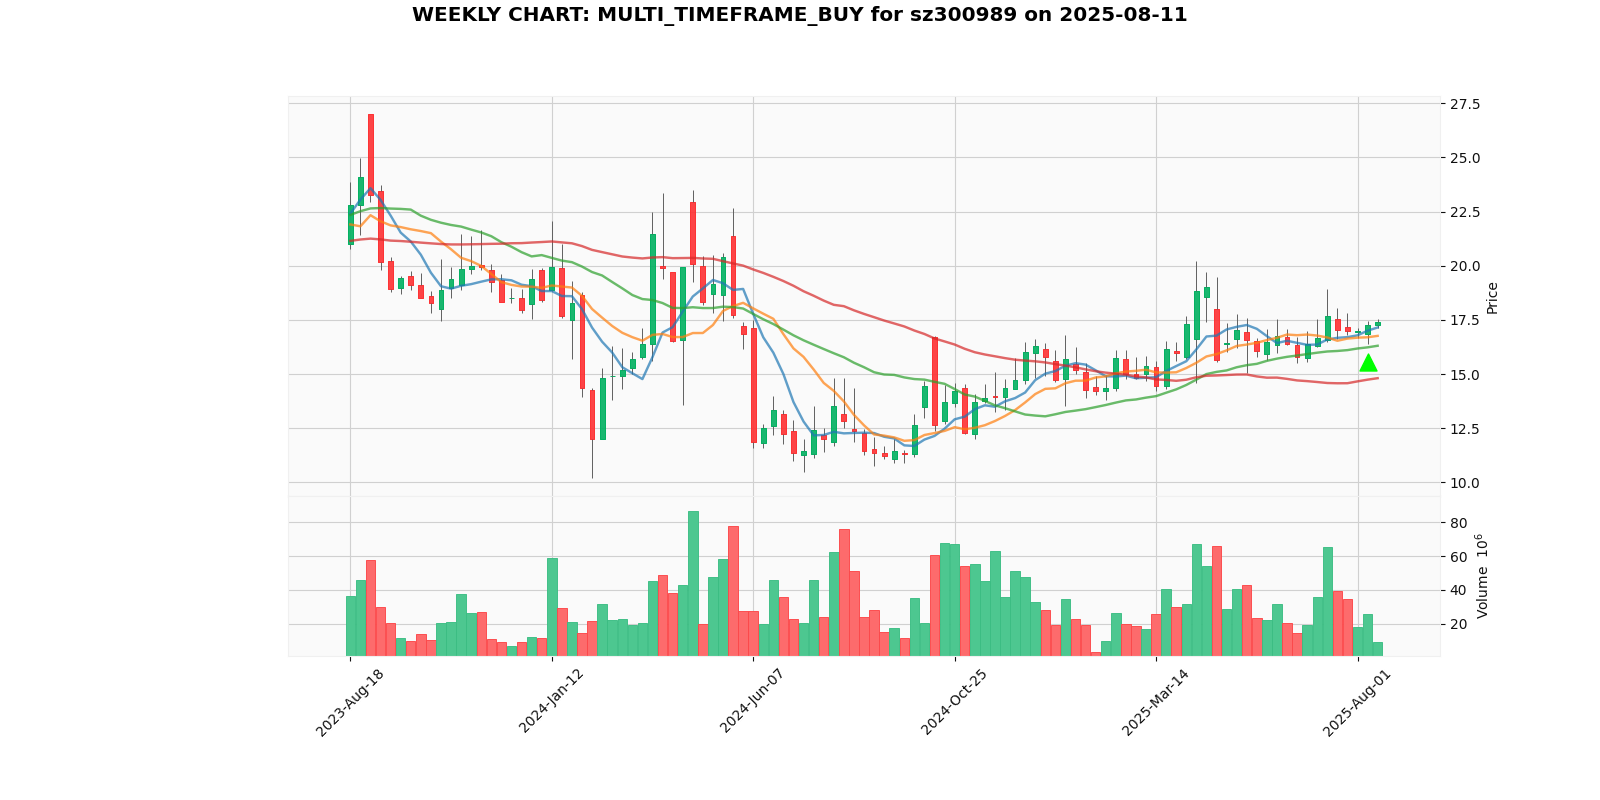 WEEKLY CHART: MULTI_TIMEFRAME_BUY for sz300989 on 2025-08-11
27.5
25.0
22.5
20.0
17.5
15.0
12.5
10.0
Price
80
60
40
20
Volume 10⁶
2023-Aug-18
2024-Jan-12
2024-Jun-07
2024-Oct-25
2025-Mar-14
2025-Aug-01